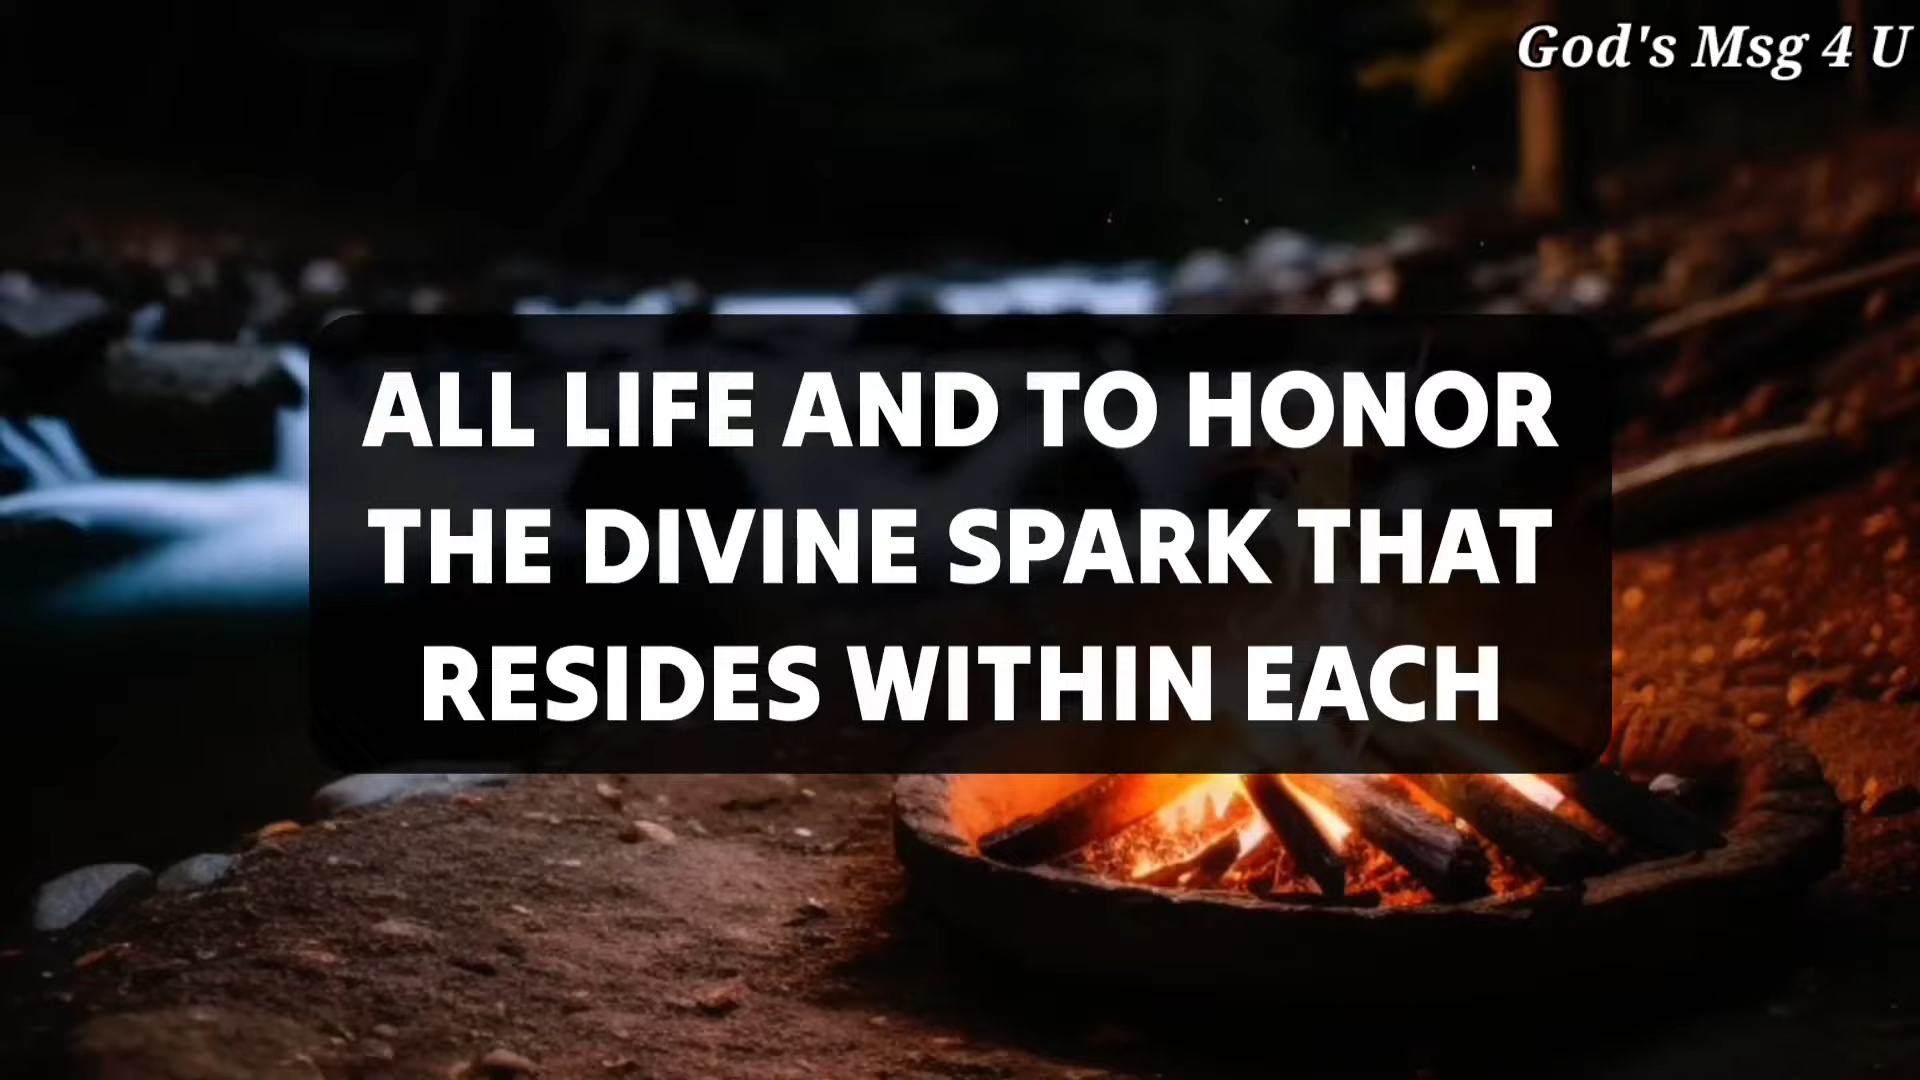 God's Msg 4 U
ALL LIFE AND TO HONOR
THE DIVINE SPARK THAT
RESIDES WITHIN EACH